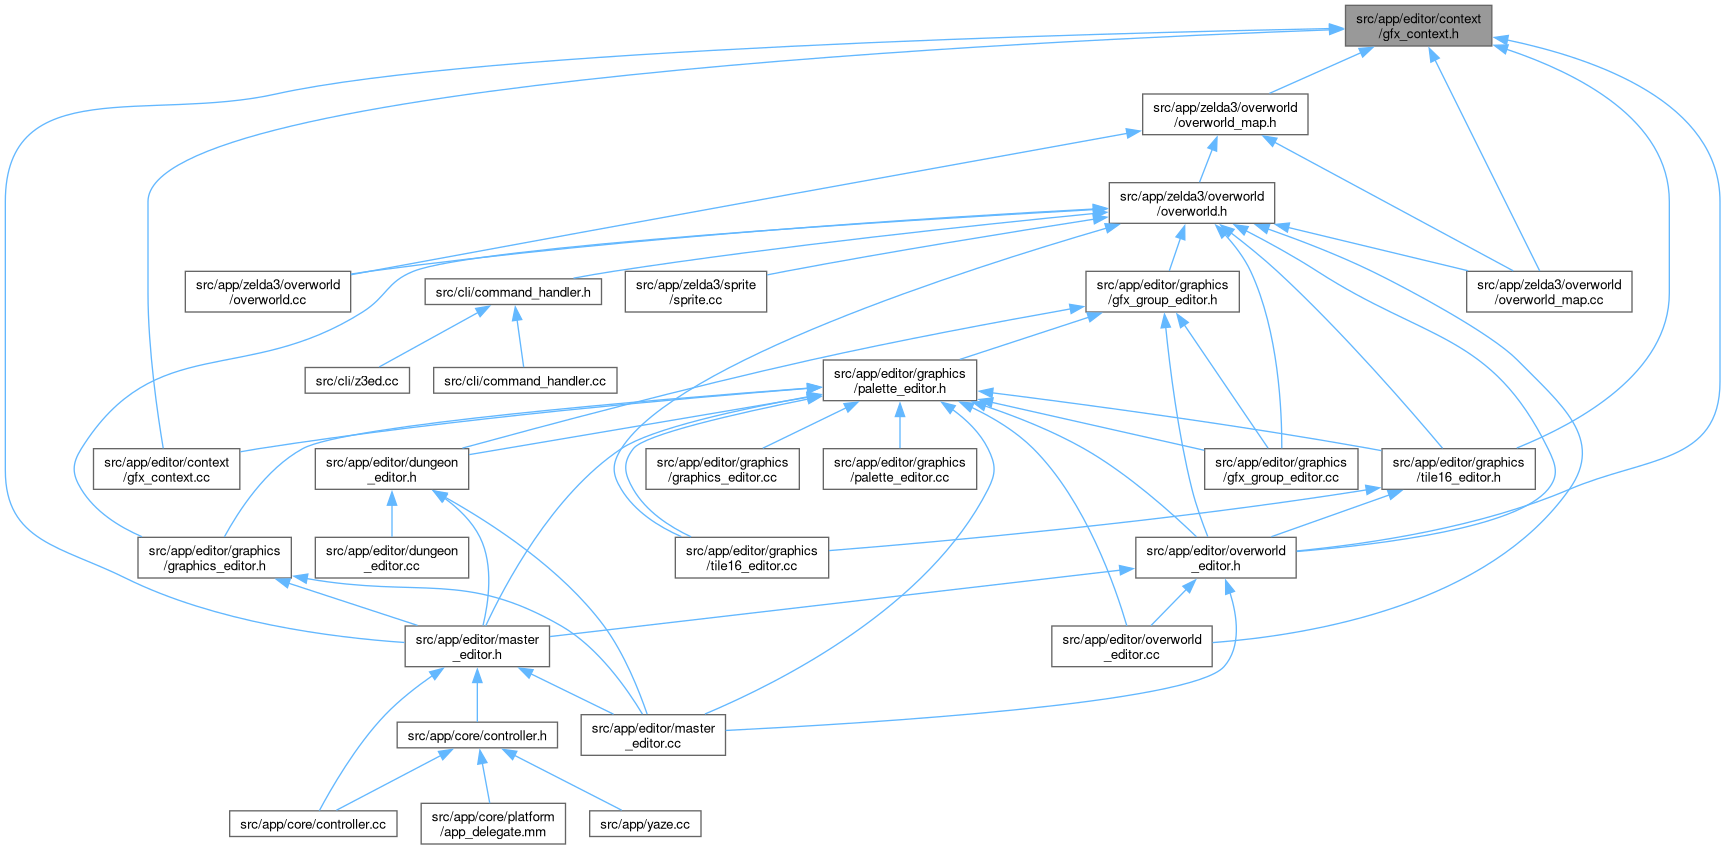 src/app/editor/context
/gfx_context.h
src/app/zelda3/overworld
/overworld_map.h
src/app/zelda3/overworld
/overworld.h
src/app/zelda3/overworld
/overworld.cc
src/cli/command_handler.h
src/app/zelda3/sprite
/sprite.cc
src/app/editor/graphics
/gfx_group_editor.h
src/app/zelda3/overworld
/overworld_map.cc
src/cli/z3ed.cc
src/cli/command_handler.cc
src/app/editor/graphics
/palette_editor.h
src/app/editor/context
/gfx_context.cc
src/app/editor/dungeon
_editor.h
src/app/editor/graphics
/graphics_editor.cc
src/app/editor/graphics
/palette_editor.cc
src/app/editor/graphics
/gfx_group_editor.cc
src/app/editor/graphics
/tile16_editor.h
src/app/editor/graphics
/graphics_editor.h
src/app/editor/dungeon
_editor.cc
src/app/editor/graphics
/tile16_editor.cc
src/app/editor/overworld
_editor.h
src/app/editor/master
_editor.h
src/app/editor/overworld
_editor.cc
src/app/core/controller.h
src/app/editor/master
_editor.cc
src/app/core/controller.cc
src/app/core/platform
/app_delegate.mm
src/app/yaze.cc